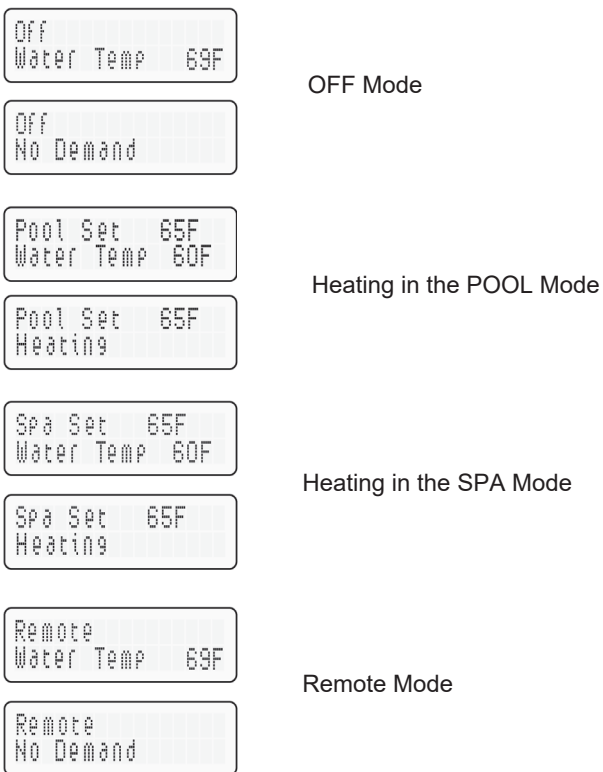 Off
Water Temp 69F
OFF Mode
Off
No Demand
Pool Set 65F
Water Temp 60F
Heating in the POOL Mode
Pool Set 65F
Heating
Spa Set 65F
Water Temp 60F
Heating in the SPA Mode
Spa Set 65F
Heating
Remote
Water Temp 69F
Remote Mode
Remote
No Demand